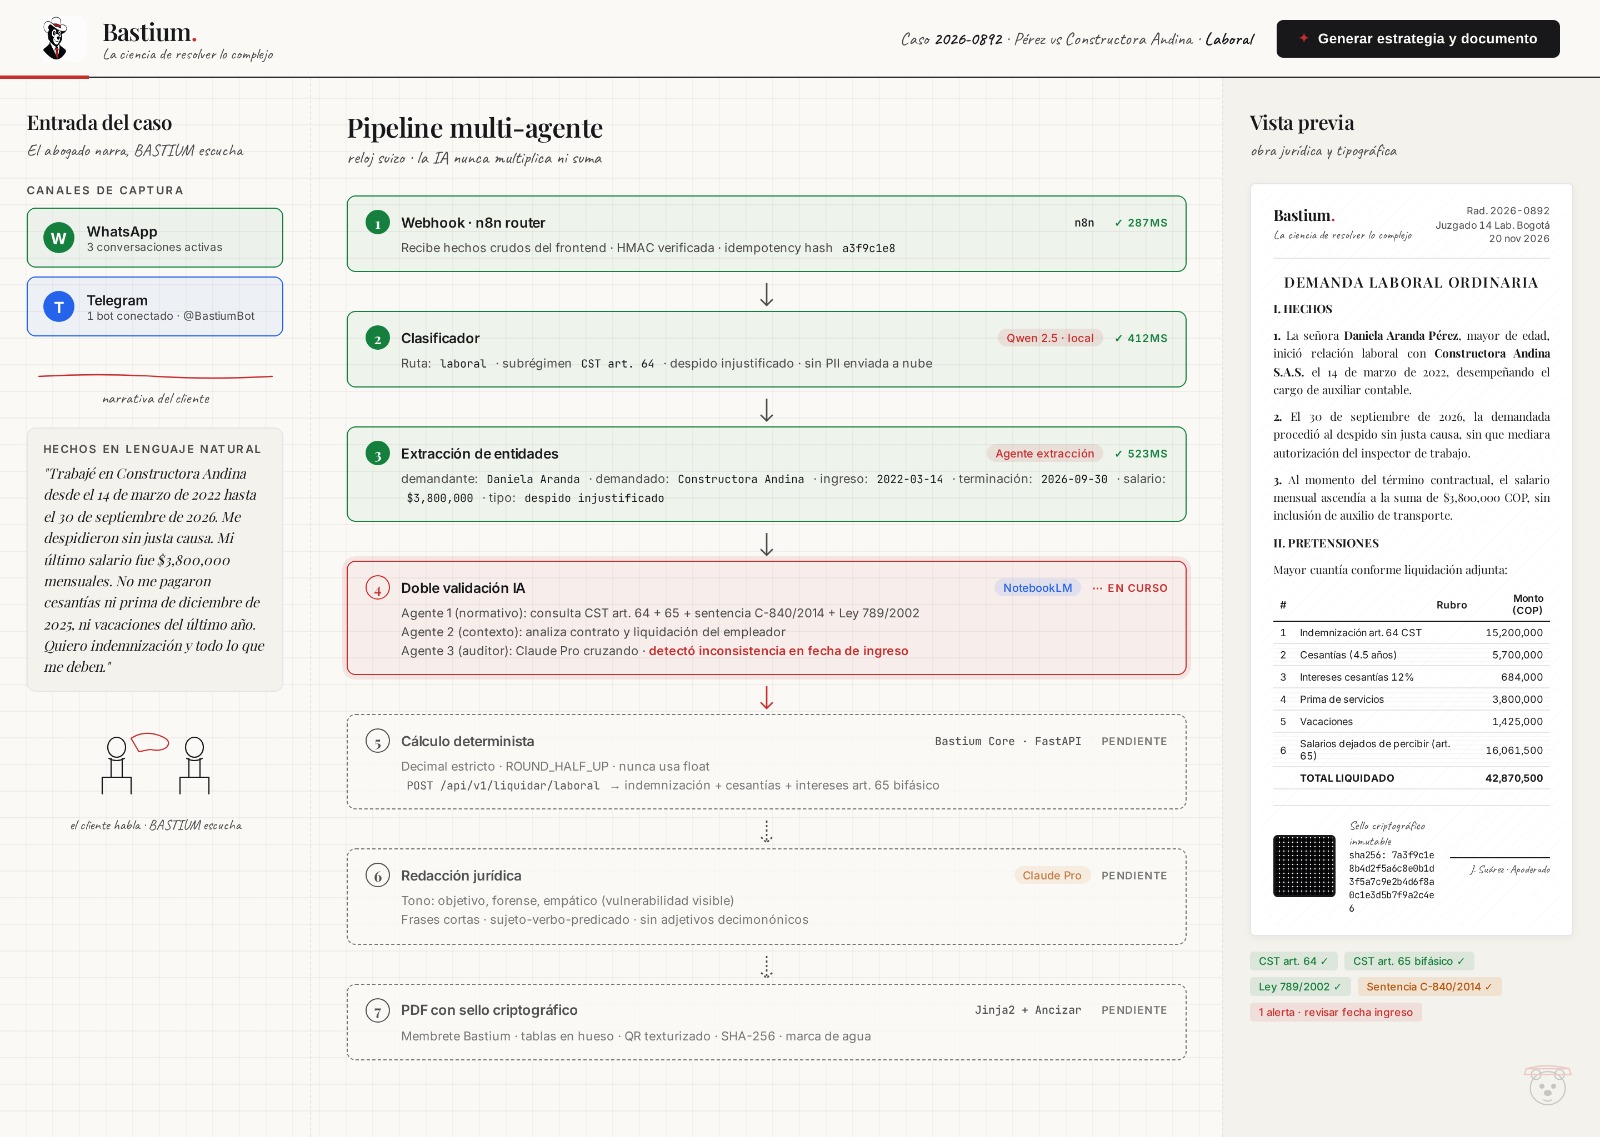 Bastium.
La ciencia de resolver lo complejo
Caso 2026-0892 · Pérez vs Constructora Andina · Laboral
✦ Generar estrategia y documento
Entrada del caso
El abogado narra, BASTIUM escucha
CANALES DE CAPTURA
W
WhatsApp
3 conversaciones activas
T
Telegram
1 bot conectado · @BastiumBot
narrativa del cliente
HECHOS EN LENGUAJE NATURAL
"Trabajé en Constructora Andina
desde el 14 de marzo de 2022 hasta
el 30 de septiembre de 2026. Me
despidieron sin justa causa. Mi
último salario fue $3,800,000
mensuales. No me pagaron
cesantías ni prima de diciembre de
2025, ni vacaciones del último año.
Quiero indemnización y todo lo que
me deben."
el cliente habla · BASTIUM escucha
Pipeline multi-agente
reloj suizo · la IA nunca multiplica ni suma
1 Webhook · n8n router n8n ✓ 287MS
Recibe hechos crudos del frontend · HMAC verificada · idempotency hash a3f9c1e8
2 Clasificador Qwen 2.5 · local ✓ 412MS
Ruta: laboral · subrégimen CST art. 64 · despido injustificado · sin PII enviada a nube
3 Extracción de entidades Agente extracción ✓ 523MS
demandante: Daniela Aranda · demandado: Constructora Andina · ingreso: 2022-03-14 · terminación: 2026-09-30 · salario:
$3,800,000 · tipo: despido injustificado
4 Doble validación IA NotebookLM ··· EN CURSO
Agente 1 (normativo): consulta CST art. 64 + 65 + sentencia C-840/2014 + Ley 789/2002
Agente 2 (contexto): analiza contrato y liquidación del empleador
Agente 3 (auditor): Claude Pro cruzando · detectó inconsistencia en fecha de ingreso
5 Cálculo determinista Bastium Core · FastAPI PENDIENTE
Decimal estricto · ROUND_HALF_UP · nunca usa float
POST /api/v1/liquidar/laboral → indemnización + cesantías + intereses art. 65 bifásico
6 Redacción jurídica Claude Pro PENDIENTE
Tono: objetivo, forense, empático (vulnerabilidad visible)
Frases cortas · sujeto-verbo-predicado · sin adjetivos decimonónicos
7 PDF con sello criptográfico Jinja2 + Ancizar PENDIENTE
Membrete Bastium · tablas en hueso · QR texturizado · SHA-256 · marca de agua
Vista previa
obra jurídica y tipográfica
Bastium.
La ciencia de resolver lo complejo
Rad. 2026-0892
Juzgado 14 Lab. Bogotá
20 nov 2026
DEMANDA LABORAL ORDINARIA
I. HECHOS
1. La señora Daniela Aranda Pérez, mayor de edad,
inició relación laboral con Constructora Andina
S.A.S. el 14 de marzo de 2022, desempeñando el
cargo de auxiliar contable.
2. El 30 de septiembre de 2026, la demandada
procedió al despido sin justa causa, sin que mediara
autorización del inspector de trabajo.
3. Al momento del término contractual, el salario
mensual ascendía a la suma de $3,800,000 COP, sin
inclusión de auxilio de transporte.
II. PRETENSIONES
Mayor cuantía conforme liquidación adjunta:
# Rubro Monto (COP)
1 Indemnización art. 64 CST 15,200,000
2 Cesantías (4.5 años) 5,700,000
3 Intereses cesantías 12% 684,000
4 Prima de servicios 3,800,000
5 Vacaciones 1,425,000
6 Salarios dejados de percibir (art. 65) 16,061,500
TOTAL LIQUIDADO 42,870,500
Sello criptográfico
inmutable
sha256: 7a3f9c1e
8b4d2f5a6c8e0b1d
3f5a7c9e2b4d6f8a
0c1e3d5b7f9a2c4e
6
J. Suárez · Apoderado
CST art. 64 ✓ CST art. 65 bifásico ✓
Ley 789/2002 ✓ Sentencia C-840/2014 ✓
1 alerta · revisar fecha ingreso